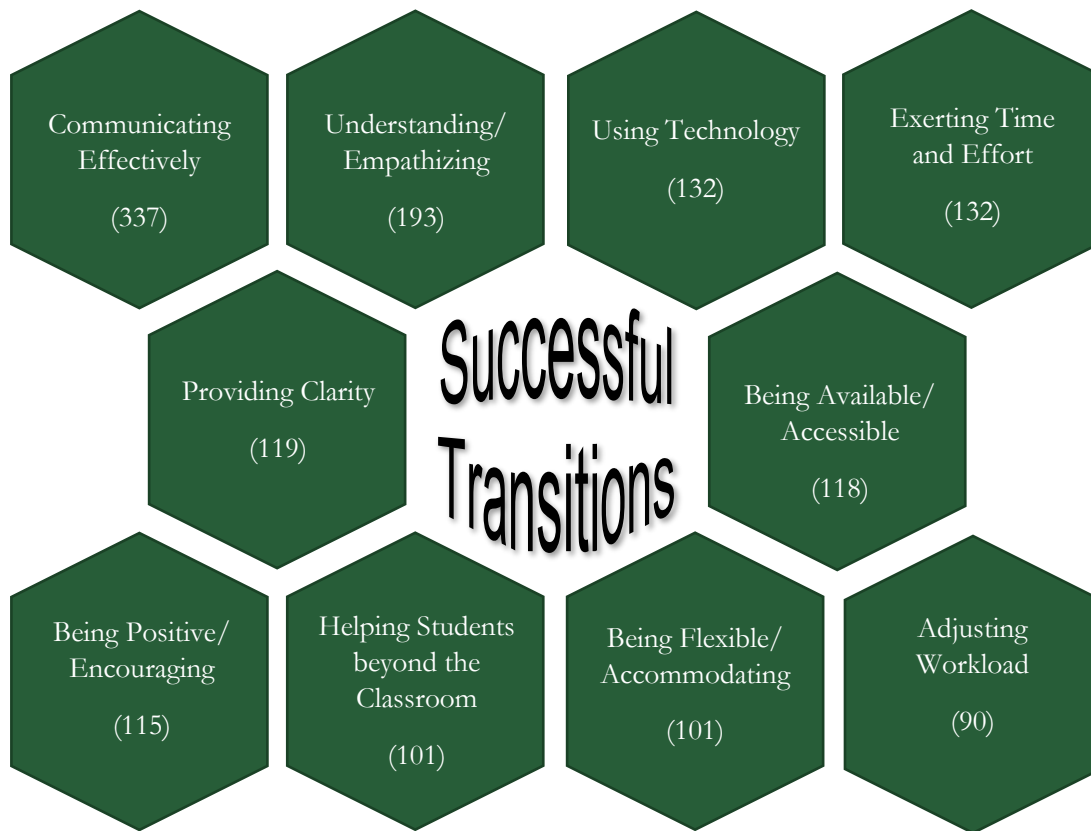 Communicating
Effectively
(337)
Understanding/
Empathizing
(193)
Using Technology
(132)
Exerting Time
and Effort
(132)
Providing Clarity
(119)
Successful
Transitions
Being Available/
Accessible
(118)
Being Positive/
Encouraging
(115)
Helping Students
beyond the
Classroom
(101)
Being Flexible/
Accommodating
(101)
Adjusting
Workload
(90)